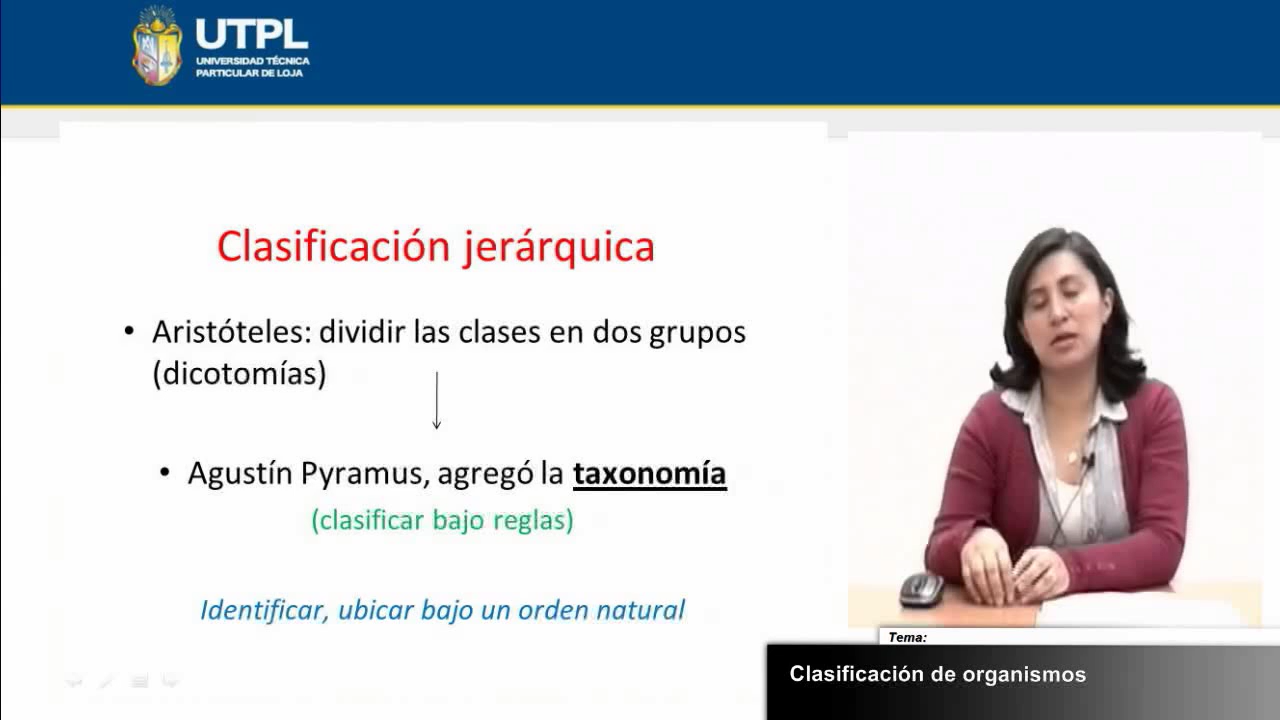 UTPL
UNIVERSIDAD TÉCNICA
PARTICULAR DE LOJA
Clasificación jerárquica
• Aristóteles: dividir las clases en dos grupos
(dicotomías)
• Agustín Pyramus, agregó la taxonomía
(clasificar bajo reglas)
Identificar, ubicar bajo un orden natural
Tema:
Clasificación de organismos